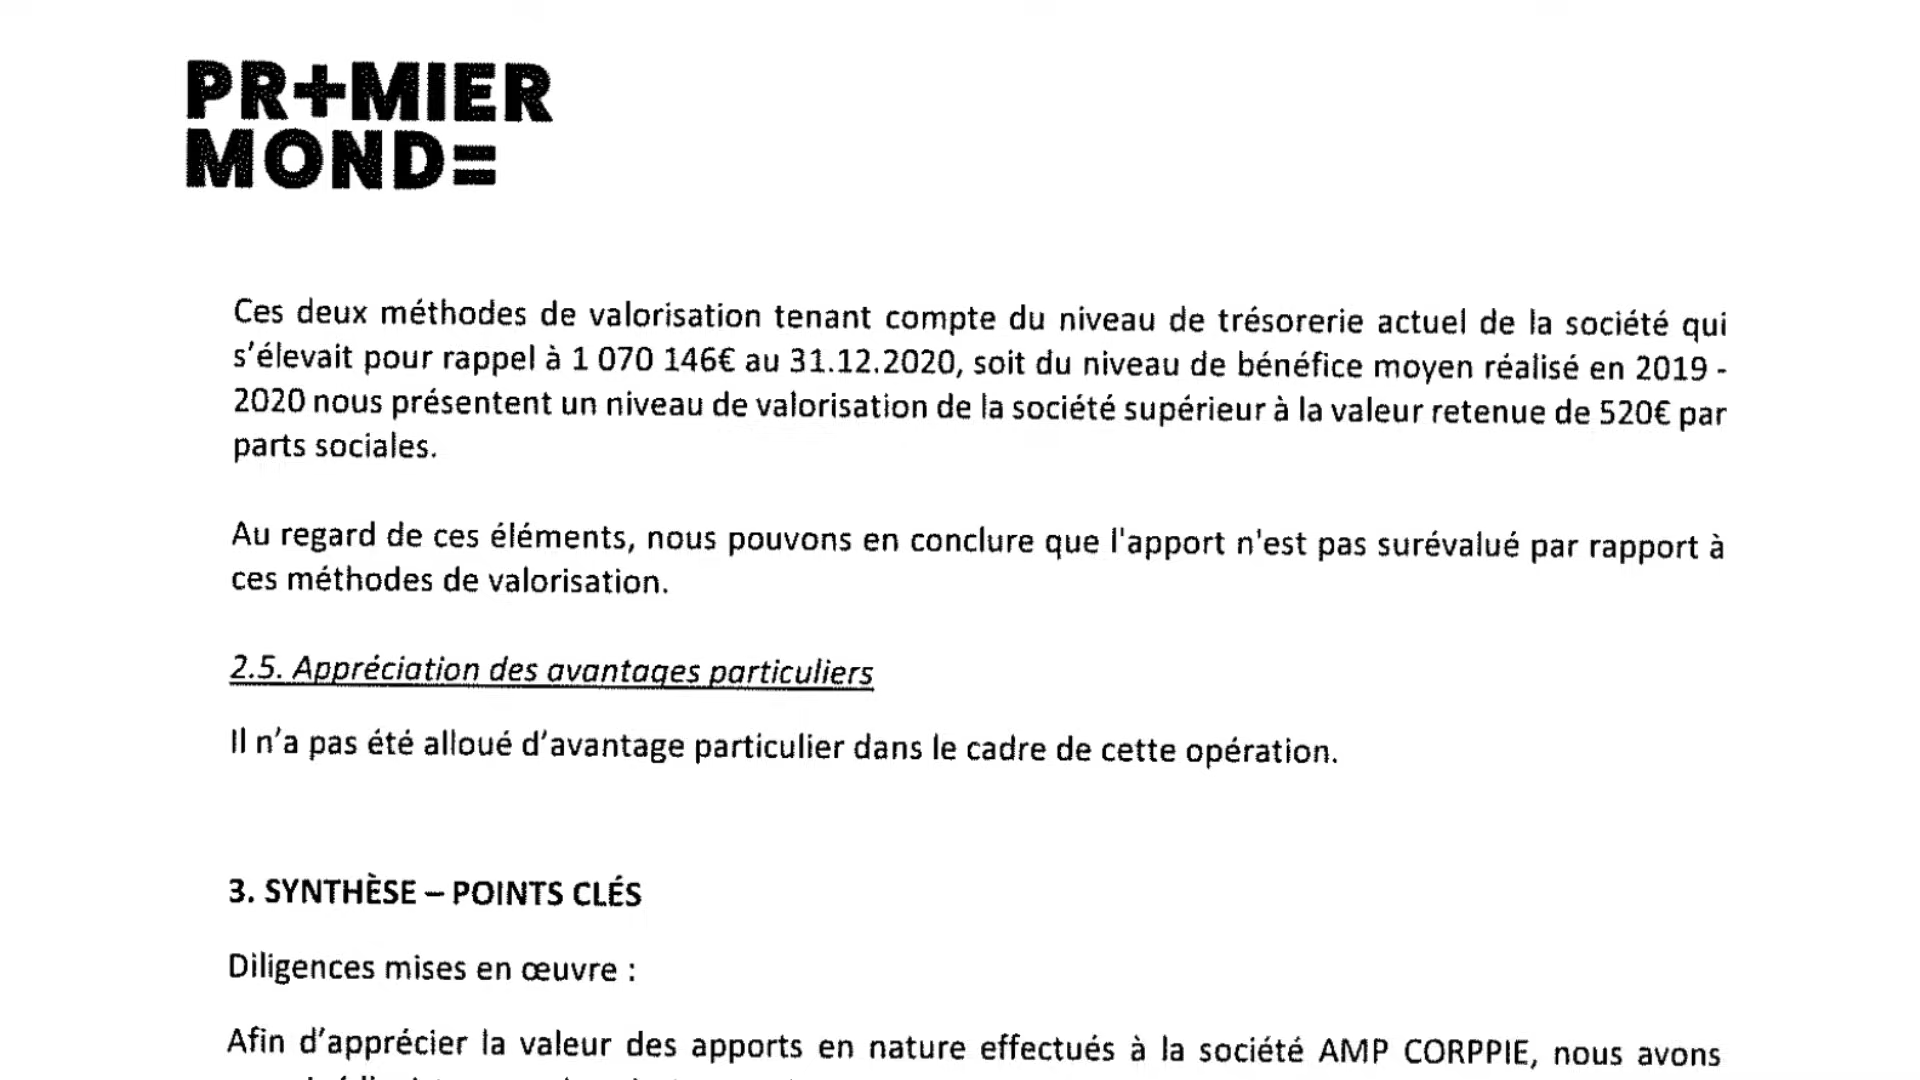 PR+MIER
MOND=
Ces deux méthodes de valorisation tenant compte du niveau de trésorerie actuel de la société qui
s’élevait pour rappel à 1 070 146€ au 31.12.2020, soit du niveau de bénéfice moyen réalisé en 2019 -
2020 nous présentent un niveau de valorisation de la société supérieur à la valeur retenue de 520€ par
parts sociales.
Au regard de ces éléments, nous pouvons en conclure que l'apport n'est pas surévalué par rapport à
ces méthodes de valorisation.
2.5. Appréciation des avantages particuliers
Il n’a pas été alloué d’avantage particulier dans le cadre de cette opération.
3. SYNTHÈSE – POINTS CLÉS
Diligences mises en œuvre :
Afin d’apprécier la valeur des apports en nature effectués à la société AMP CORPPIE, nous avons